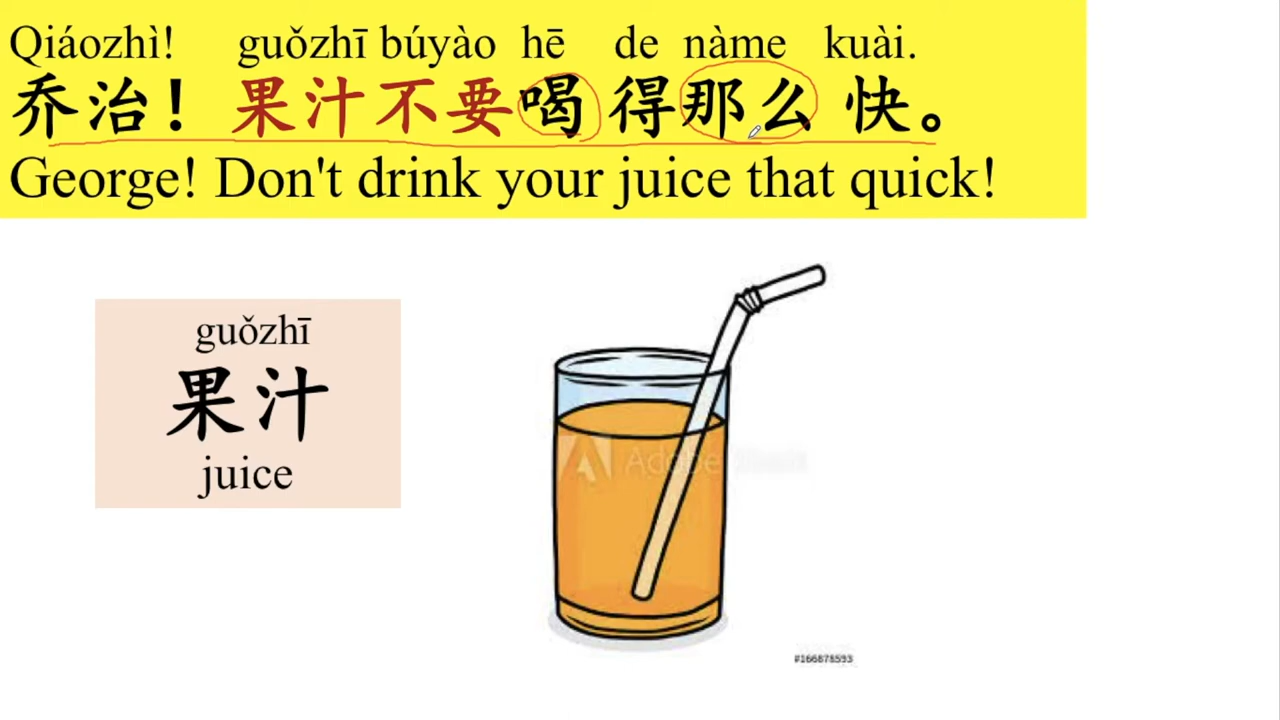 Qiáozhì! guǒzhī búyào hē de nàme kuài.
乔治！果汁不要喝得那么快。
George! Don't drink your juice that quick!
guǒzhī
果汁
juice
#166878593